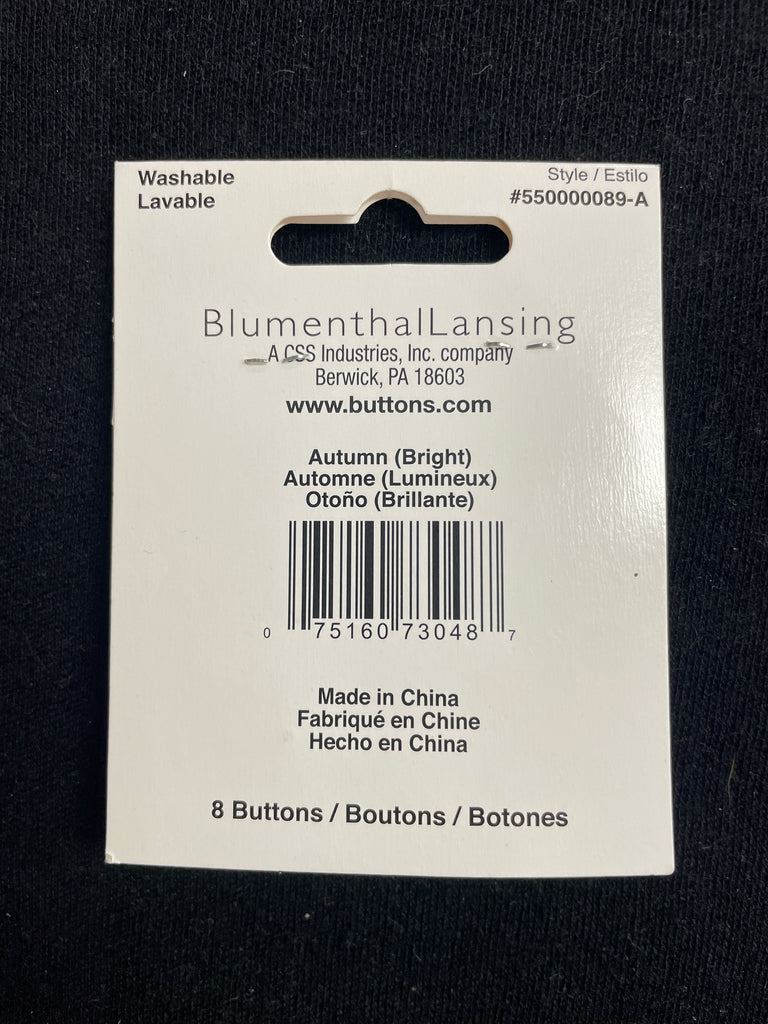 Washable
Lavable
Style / Estilo
#550000089-A
BlumenthalLansing
A CSS Industries, Inc. company
Berwick, PA 18603
www.buttons.com
Autumn (Bright)
Automne (Lumineux)
Otoño (Brillante)
0 75160 73048 7
Made in China
Fabriqué en Chine
Hecho en China
8 Buttons / Boutons / Botones